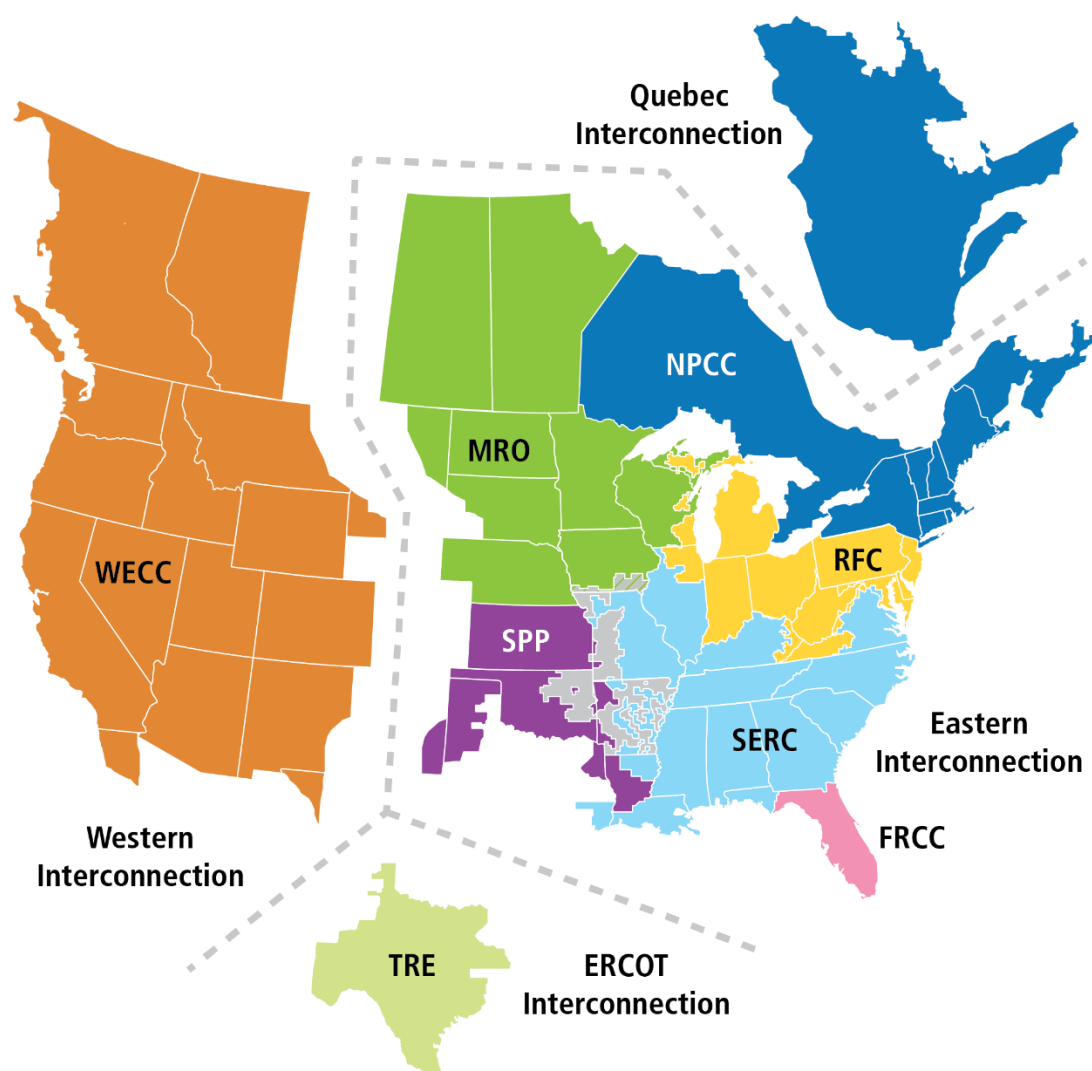 Quebec
Interconnection
NPCC
MRO
RFC
WECC
SPP
SERC
Eastern
Interconnection
Western
Interconnection
FRCC
TRE
ERCOT
Interconnection